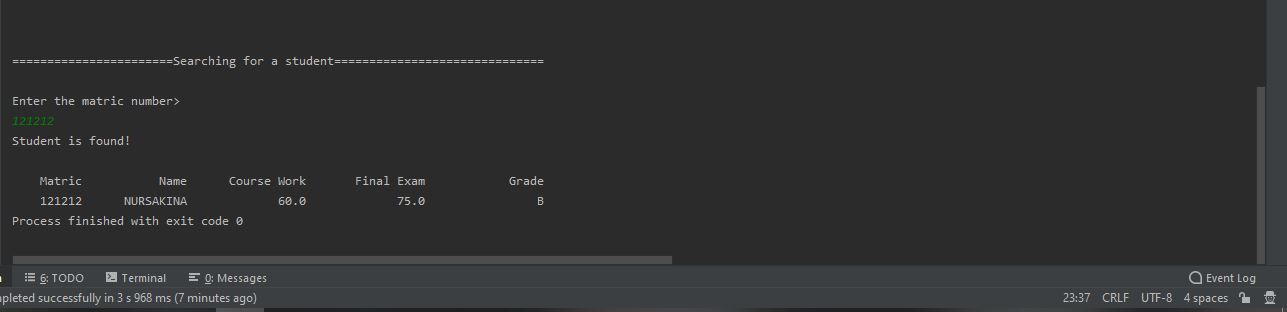 =======================Searching for a student==============================
Enter the matric number>
121212
Student is found!
Matric Name Course Work Final Exam Grade
121212 NURSAKINA 60.0 75.0 B
Process finished with exit code 0
6: TODO Terminal 0: Messages Event Log
pleted successfully in 3 s 968 ms (7 minutes ago) 23:37 CRLF UTF-8 4 spaces